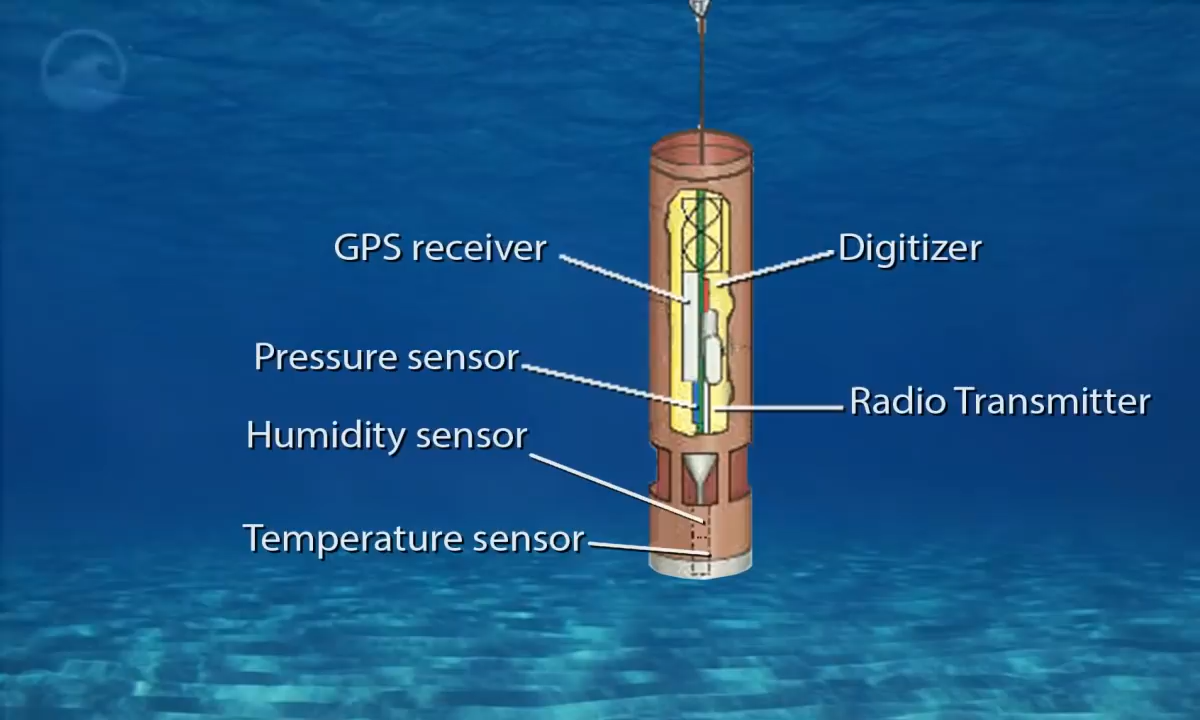 GPS receiver
Digitizer
Pressure sensor
Radio Transmitter
Humidity sensor
Temperature sensor